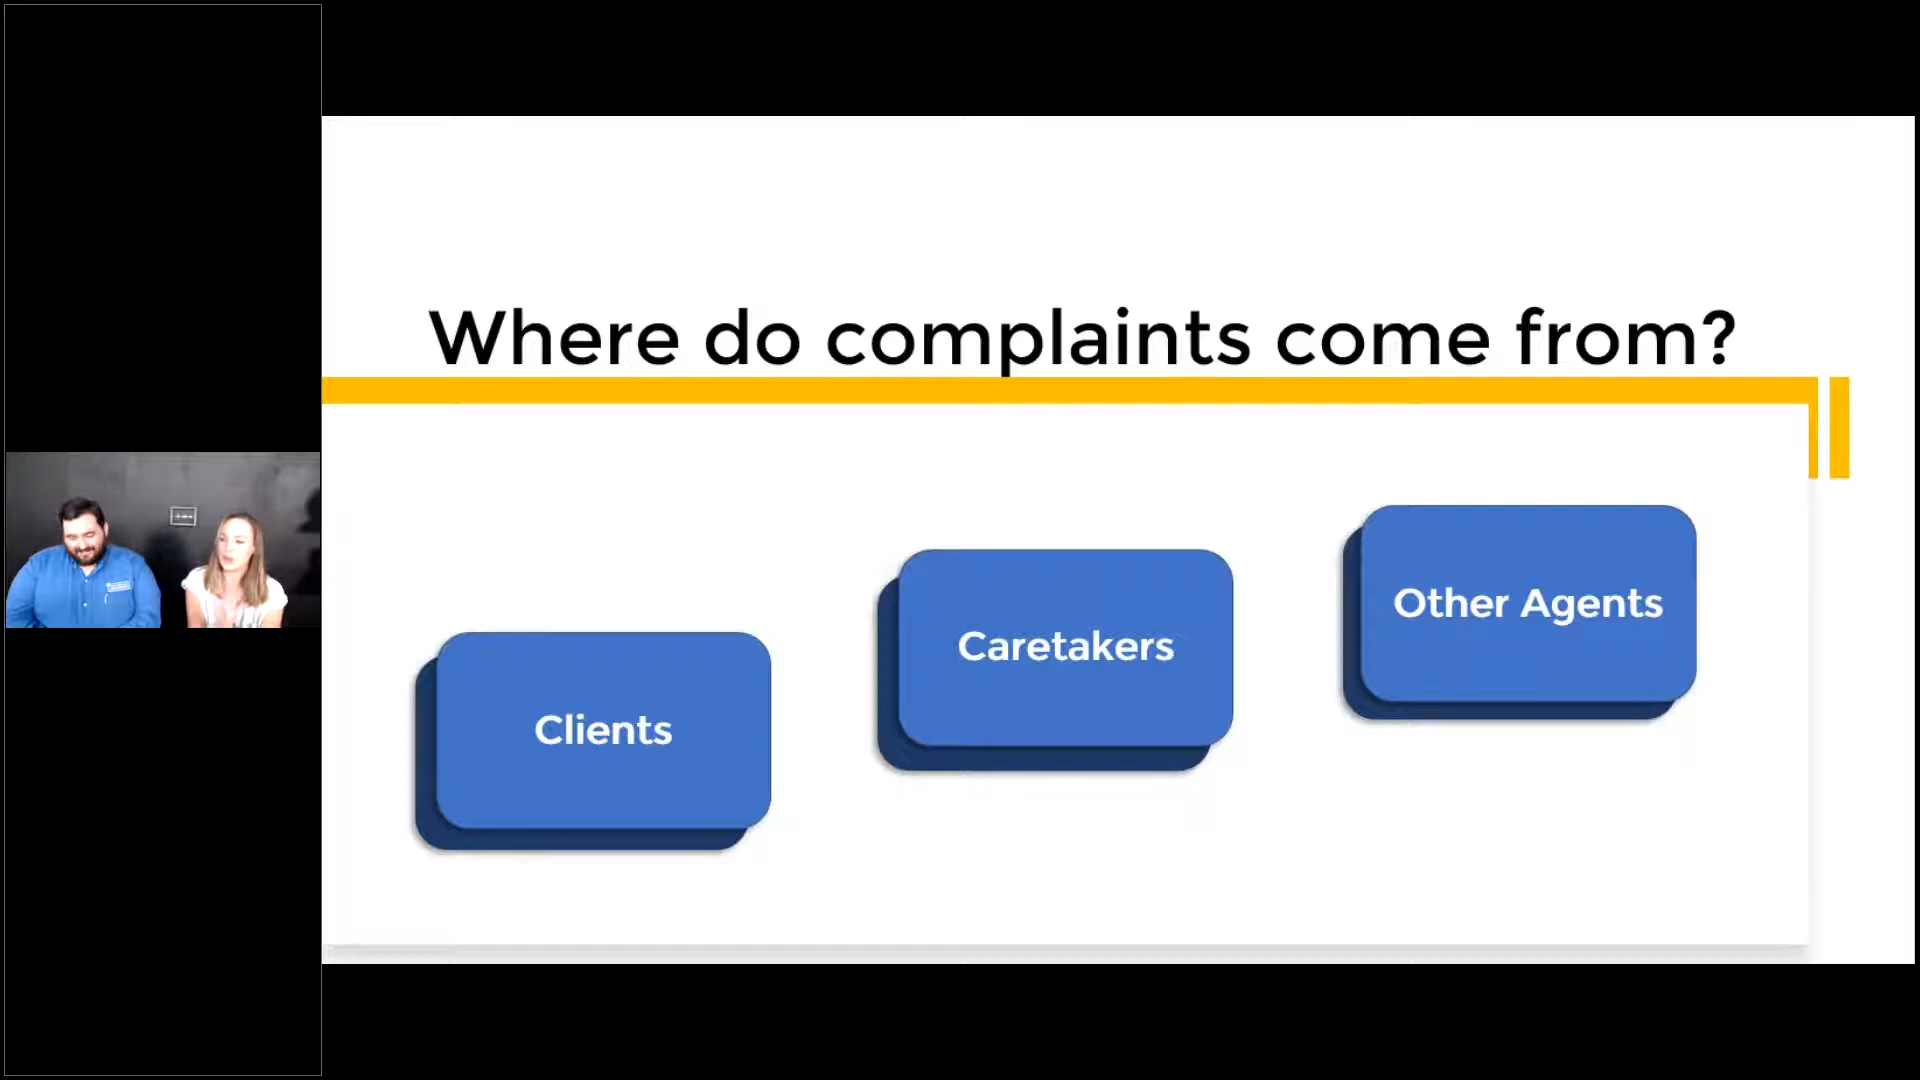 Where do complaints come from?
Clients
Caretakers
Other Agents